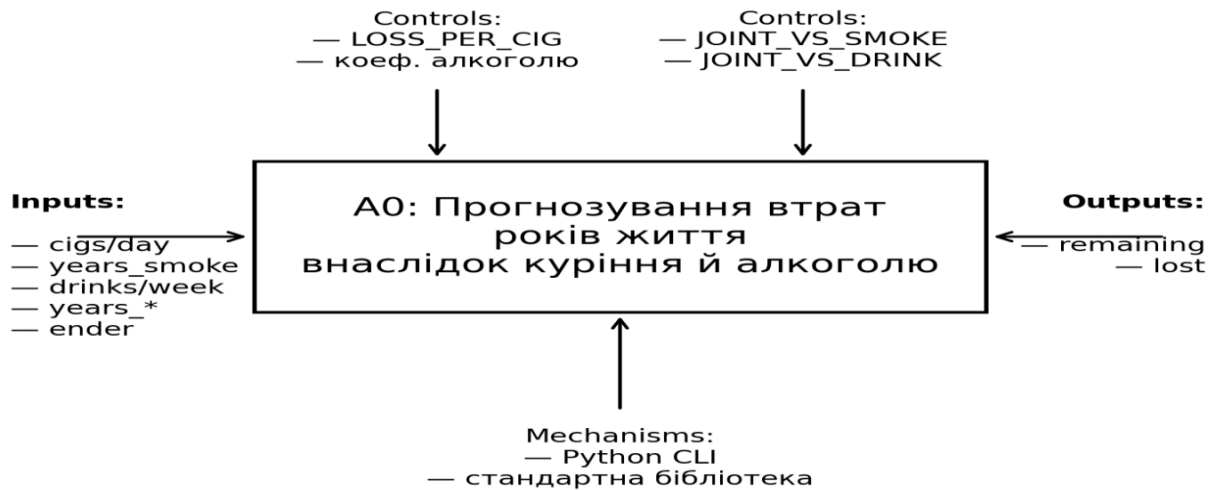 Controls:
— LOSS_PER_CIG
— коеф. алкоголю
Controls:
— JOINT_VS_SMOKE
— JOINT_VS_DRINK
Inputs:
— cigs/day
— years_smoke
— drinks/week
— years_*
— ender
A0: Прогнозування втрат
років життя
внаслідок куріння й алкоголю
Outputs:
— remaining
— lost
Mechanisms:
— Python CLI
— стандартна бібліотека